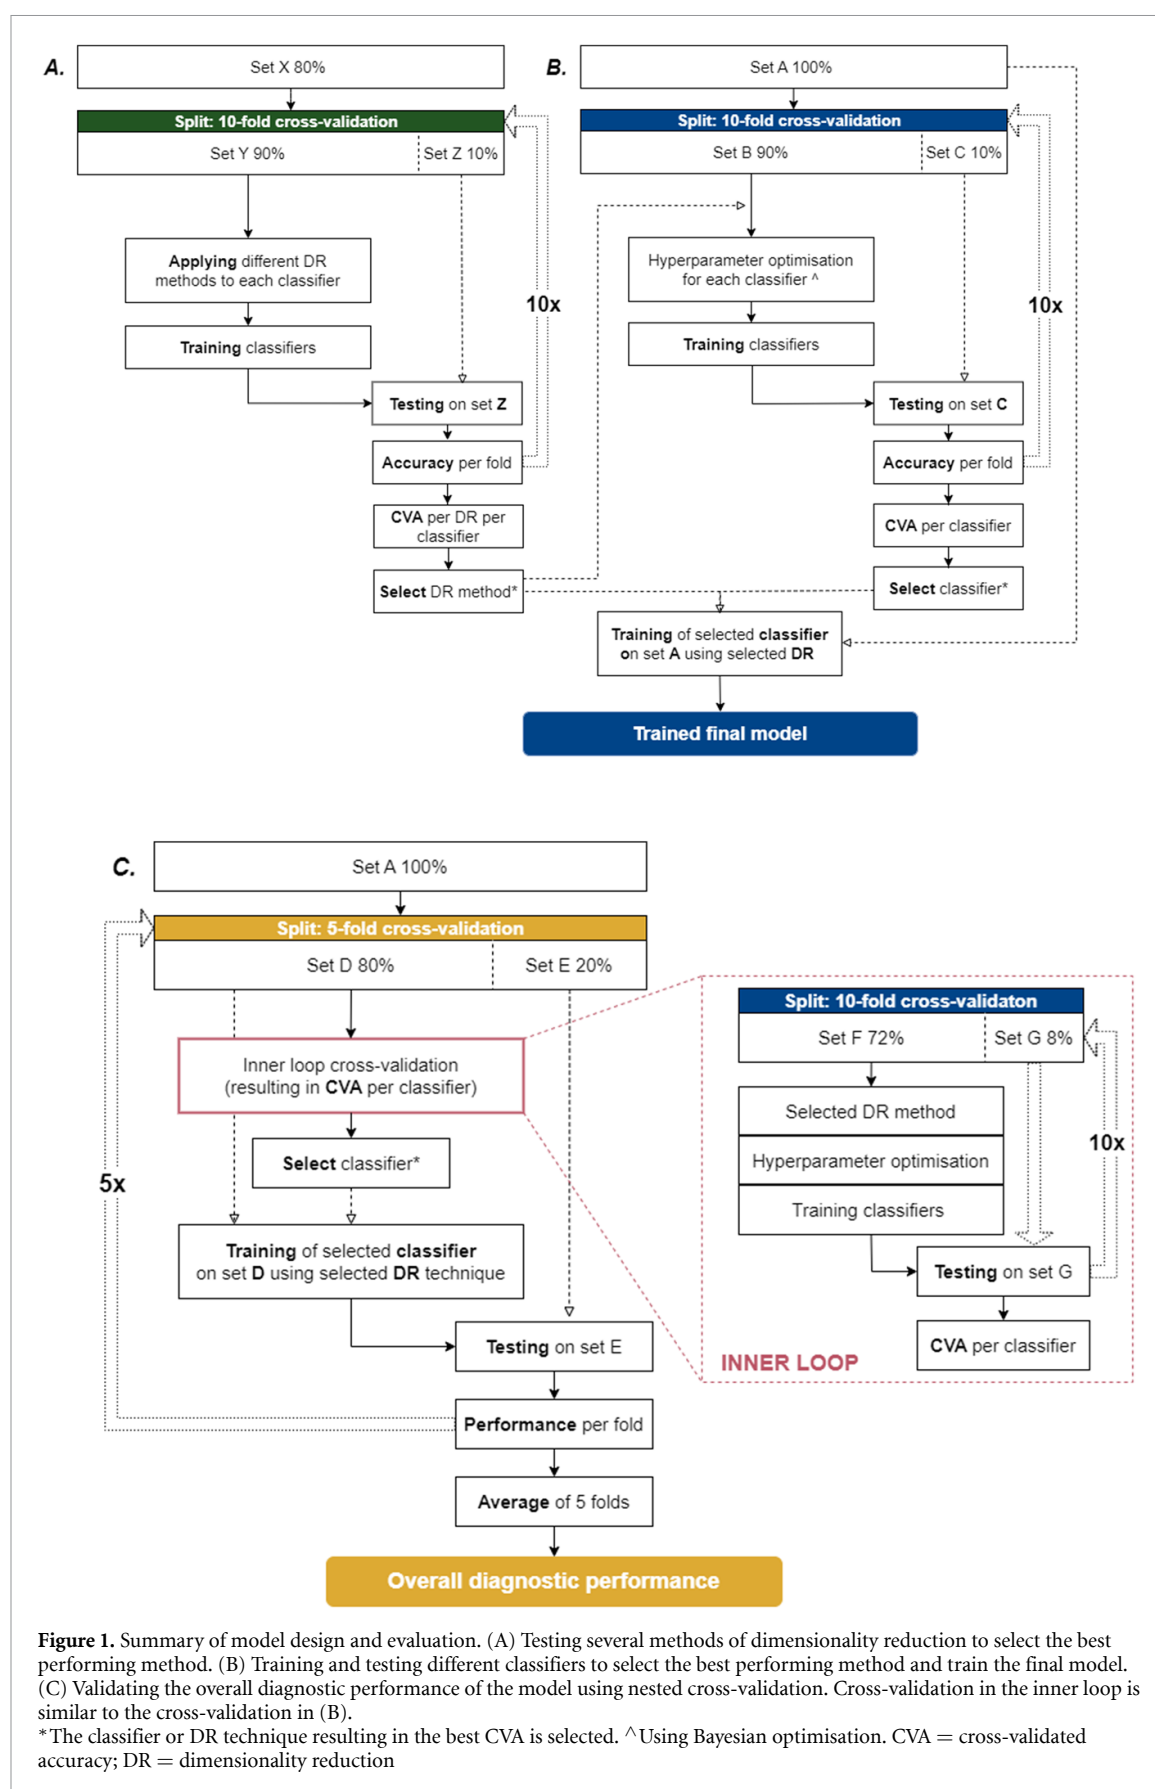 A.
Set X 80%
Split: 10-fold cross-validation
Set Y 90%
Set Z 10%
Applying different DR
methods to each classifier
Training classifiers
10x
Testing on set Z
Accuracy per fold
CVA per DR per
classifier
Select DR method*
B.
Set A 100%
Split: 10-fold cross-validation
Set B 90%
Set C 10%
Hyperparameter optimisation
for each classifier ^
Training classifiers
10x
Testing on set C
Accuracy per fold
CVA per classifier
Select classifier*
Training of selected classifier
on set A using selected DR
Trained final model
C.
Set A 100%
Split: 5-fold cross-validation
Set D 80%
Set E 20%
Inner loop cross-validation
(resulting in CVA per classifier)
Select classifier*
5x
Training of selected classifier
on set D using selected DR technique
Testing on set E
Performance per fold
Average of 5 folds
Overall diagnostic performance
Split: 10-fold cross-validaton
Set F 72%
Set G 8%
Selected DR method
Hyperparameter optimisation
Training classifiers
10x
Testing on set G
CVA per classifier
INNER LOOP
Figure 1. Summary of model design and evaluation. (A) Testing several methods of dimensionality reduction to select the best
performing method. (B) Training and testing different classifiers to select the best performing method and train the final model.
(C) Validating the overall diagnostic performance of the model using nested cross-validation. Cross-validation in the inner loop is
similar to the cross-validation in (B).
*The classifier or DR technique resulting in the best CVA is selected. ^Using Bayesian optimisation. CVA = cross-validated
accuracy; DR = dimensionality reduction